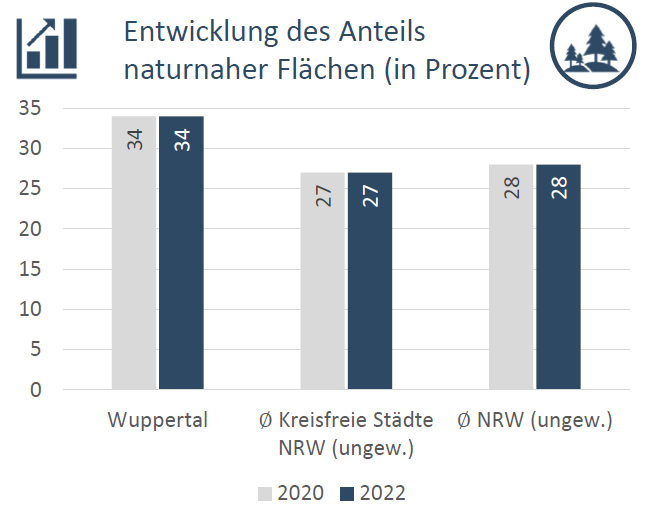 Entwicklung des Anteils
naturnaher Flächen (in Prozent)
35
30
25
20
15
10
5
0
34
34
27
27
28
28
Wuppertal
Ø Kreisfreie Städte
NRW (ungew.)
Ø NRW (ungew.)
2020
2022